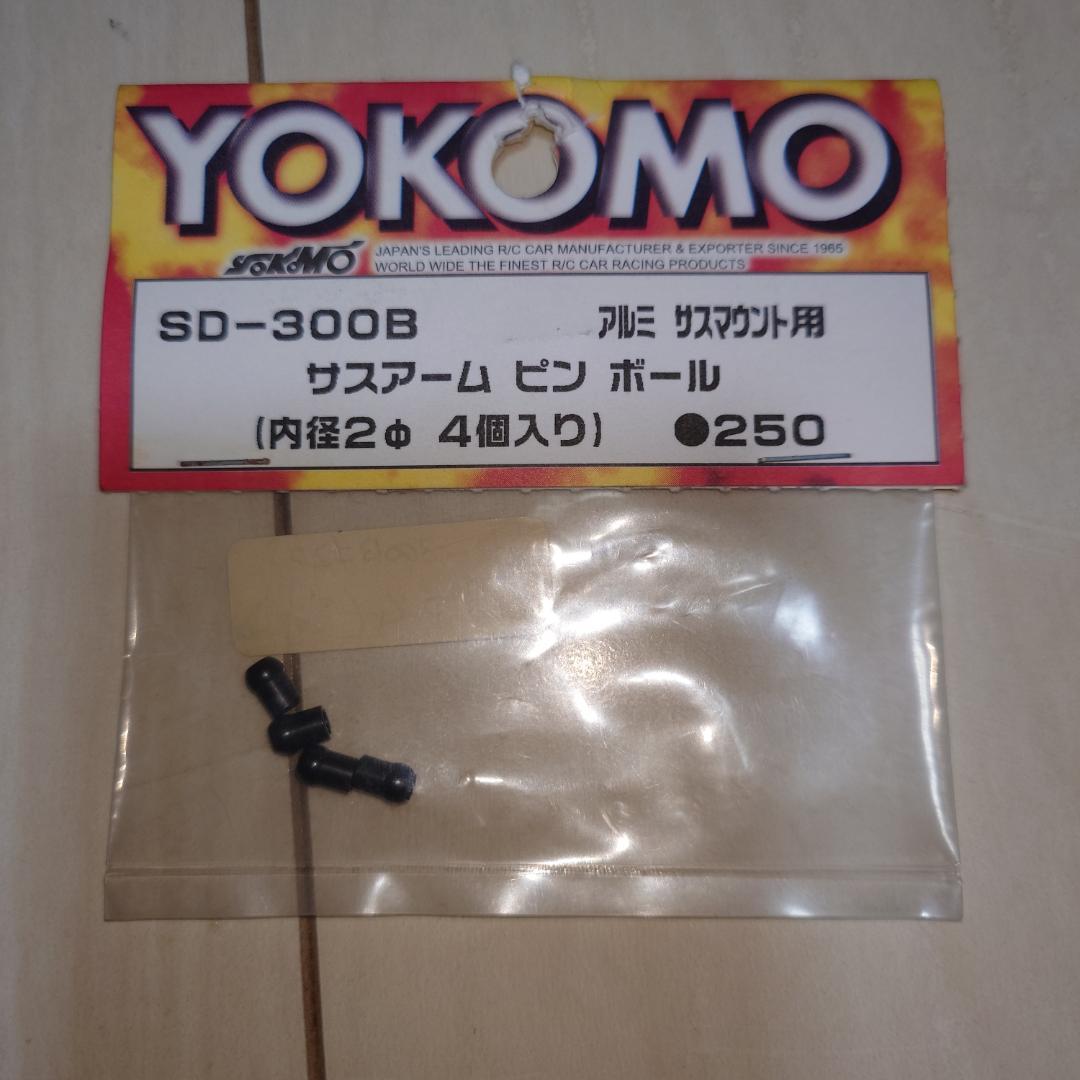 YOKOMO
YOKOMO JAPAN'S LEADING R/C CAR MANUFACTURER & EXPORTER SINCE 1965
WORLD WIDE THE FINEST R/C CAR RACING PRODUCTS
SD-300B アルミ サスマウント用
サスアーム ピン ボール
(内径2φ 4個入り) ●250